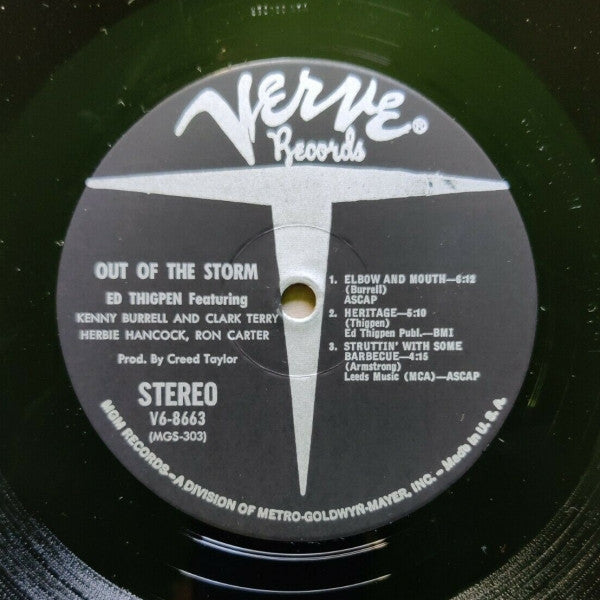 Verve®
Records
OUT OF THE STORM
ED THIGPEN Featuring
KENNY BURRELL AND CLARK TERRY
HERBIE HANCOCK, RON CARTER
Prod. By Creed Taylor
STEREO
V6-8663
(MGS-303)
1. ELBOW AND MOUTH—6:12
(Burrell)
ASCAP
2. HERITAGE—5:10
(Thigpen)
Ed Thigpen Publ.—BMI
3. STRUTTIN' WITH SOME
BARBECUE—4:15
(Armstrong)
Leeds Music (MCA)—ASCAP
MGM RECORDS—A DIVISION OF METRO-GOLDWYN-MAYER, INC. – Made in U.S.A.